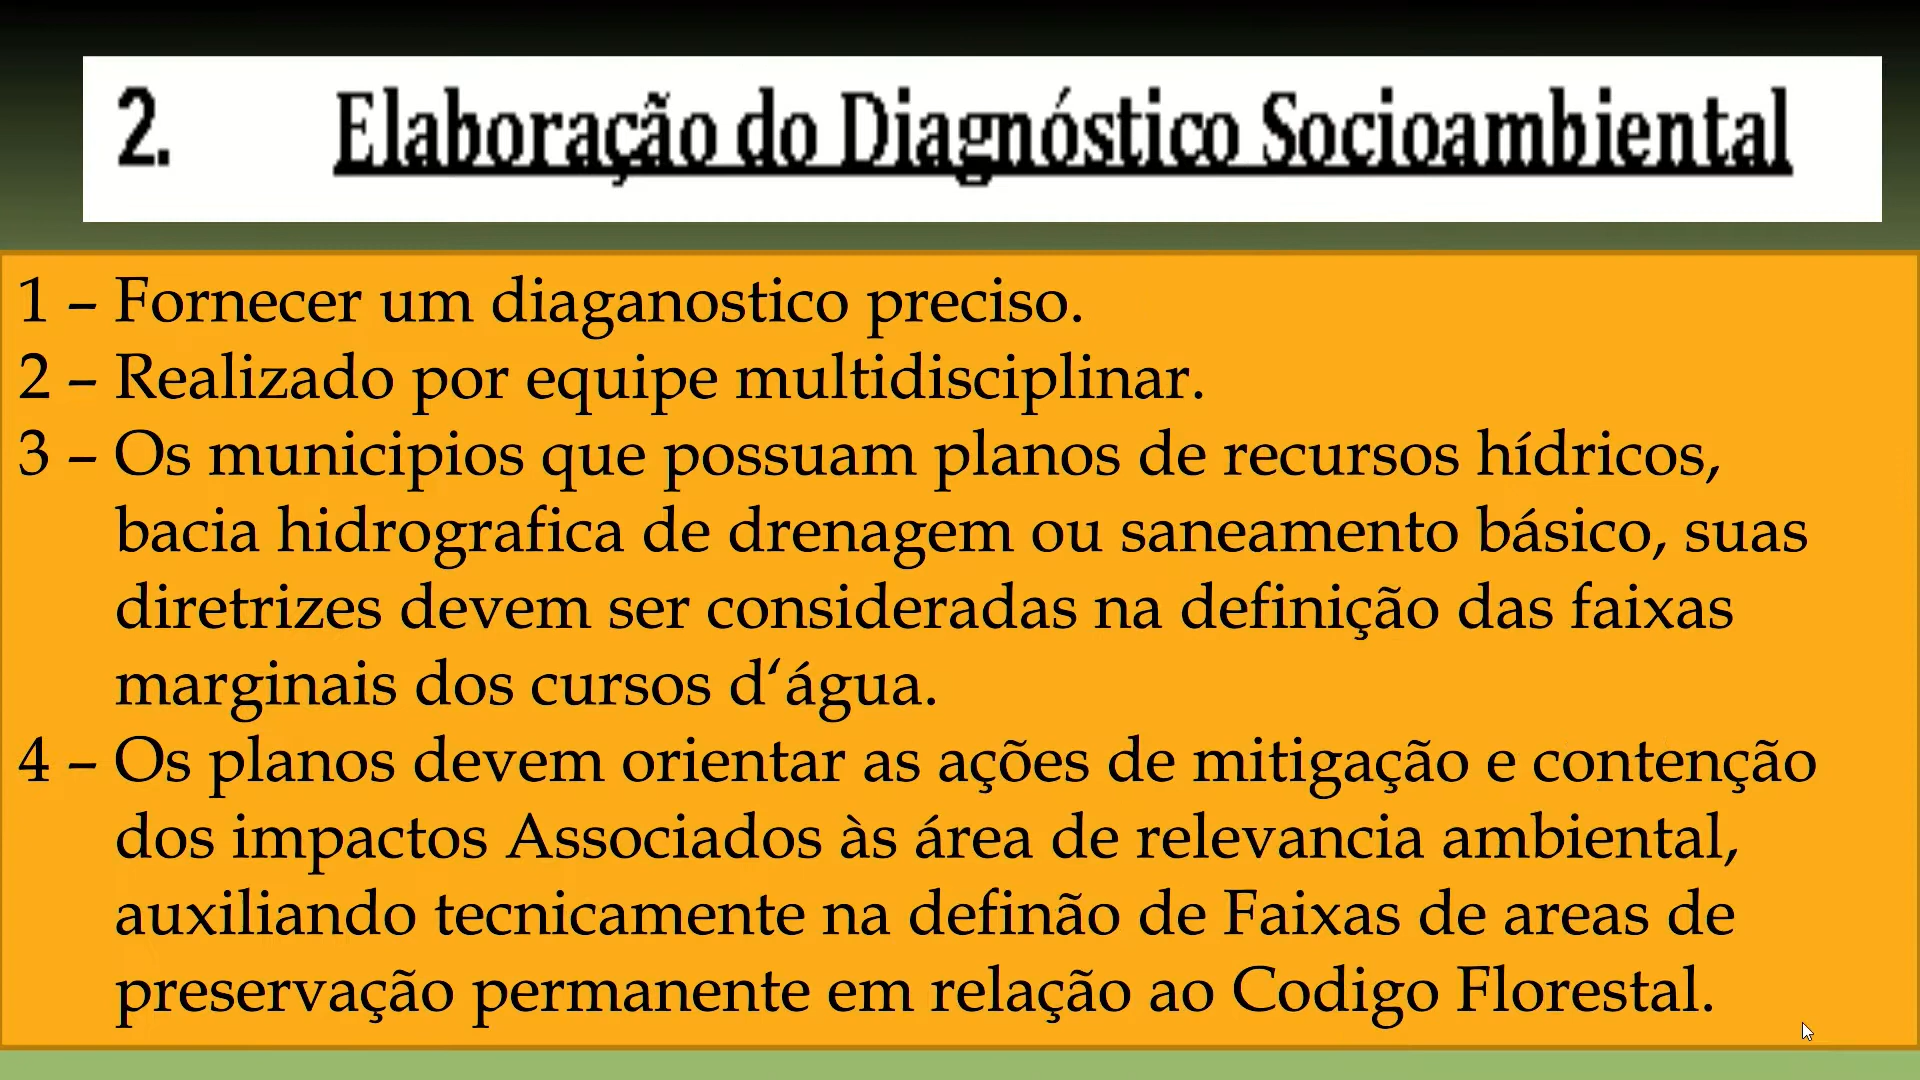 2. Elaboração do Diagnóstico Socioambiental
1 – Fornecer um diaganostico preciso.
2 – Realizado por equipe multidisciplinar.
3 – Os municipios que possuam planos de recursos hídricos,
bacia hidrografica de drenagem ou saneamento básico, suas
diretrizes devem ser consideradas na definição das faixas
marginais dos cursos d‘água.
4 – Os planos devem orientar as ações de mitigação e contenção
dos impactos Associados às área de relevancia ambiental,
auxiliando tecnicamente na definão de Faixas de areas de
preservação permanente em relação ao Codigo Florestal.